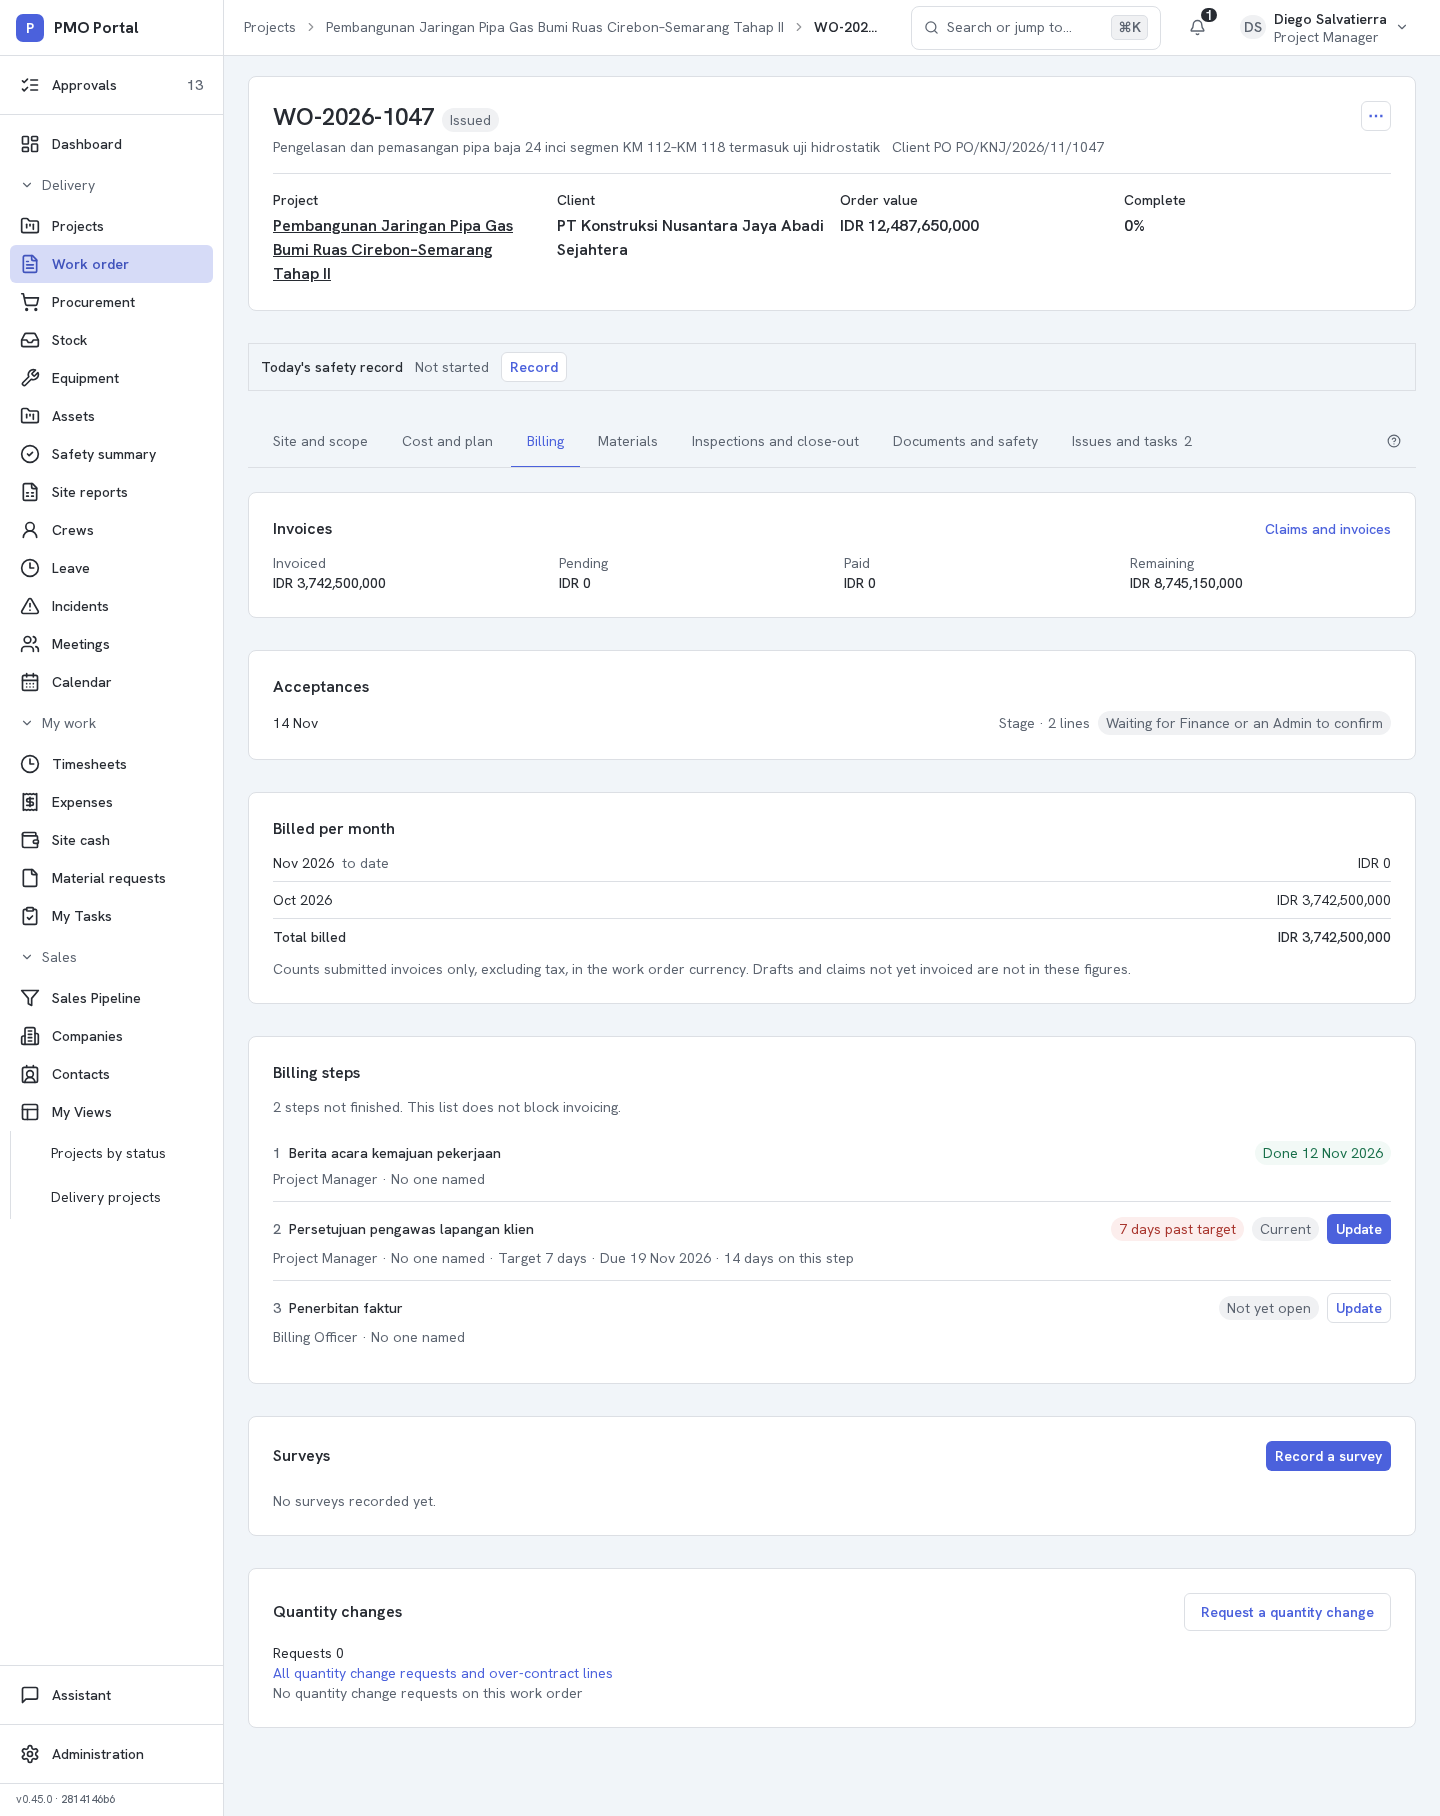 P PMO Portal
Approvals 13
Dashboard
Delivery
Projects
Work order
Procurement
Stock
Equipment
Assets
Safety summary
Site reports
Crews
Leave
Incidents
Meetings
Calendar
My work
Timesheets
Expenses
Site cash
Material requests
My Tasks
Sales
Sales Pipeline
Companies
Contacts
My Views
Projects by status
Delivery projects
Assistant
Administration
v0.45.0 · 2814146b6
Projects Pembangunan Jaringan Pipa Gas Bumi Ruas Cirebon–Semarang Tahap II WO-202...
Search or jump to... ⌘K
1
DS
Diego Salvatierra
Project Manager
WO-2026-1047 Issued
Pengelasan dan pemasangan pipa baja 24 inci segmen KM 112–KM 118 termasuk uji hidrostatik Client PO PO/KNJ/2026/11/1047
Project
Pembangunan Jaringan Pipa Gas
Bumi Ruas Cirebon–Semarang
Tahap II
Client
PT Konstruksi Nusantara Jaya Abadi
Sejahtera
Order value
IDR 12,487,650,000
Complete
0%
Today's safety record Not started Record
Site and scope Cost and plan Billing Materials Inspections and close-out Documents and safety Issues and tasks 2
Invoices Claims and invoices
Invoiced
IDR 3,742,500,000
Pending
IDR 0
Paid
IDR 0
Remaining
IDR 8,745,150,000
Acceptances
14 Nov Stage · 2 lines Waiting for Finance or an Admin to confirm
Billed per month
Nov 2026 to date IDR 0
Oct 2026 IDR 3,742,500,000
Total billed IDR 3,742,500,000
Counts submitted invoices only, excluding tax, in the work order currency. Drafts and claims not yet invoiced are not in these figures.
Billing steps
2 steps not finished. This list does not block invoicing.
1 Berita acara kemajuan pekerjaan Done 12 Nov 2026
Project Manager · No one named
2 Persetujuan pengawas lapangan klien 7 days past target Current Update
Project Manager · No one named · Target 7 days · Due 19 Nov 2026 · 14 days on this step
3 Penerbitan faktur Not yet open Update
Billing Officer · No one named
Surveys Record a survey
No surveys recorded yet.
Quantity changes Request a quantity change
Requests 0
All quantity change requests and over-contract lines
No quantity change requests on this work order